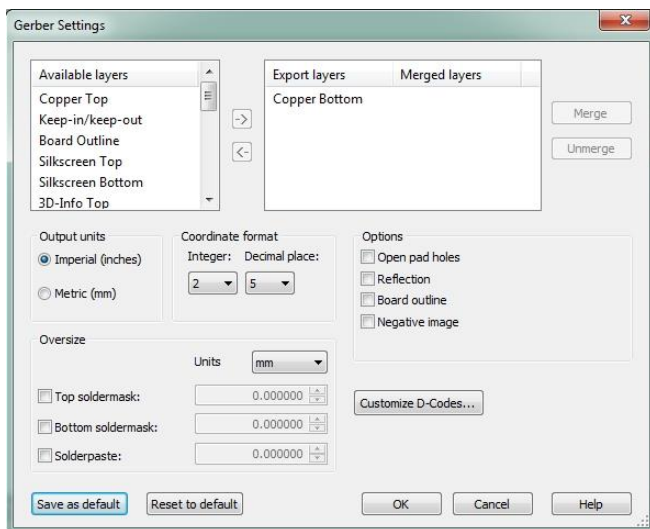 Gerber Settings
Available layers
Copper Top
Keep-in/keep-out
Board Outline
Silkscreen Top
Silkscreen Bottom
3D-Info Top
->
<-
Export layers Merged layers
Copper Bottom
Merge
Unmerge
Output units
Imperial (inches)
Metric (mm)
Coordinate format
Integer: Decimal place:
2 5
Options
Open pad holes
Reflection
Board outline
Negative image
Oversize
Units mm
Top soldermask: 0.000000
Bottom soldermask: 0.000000
Solderpaste: 0.000000
Customize D-Codes...
Save as default Reset to default OK Cancel Help